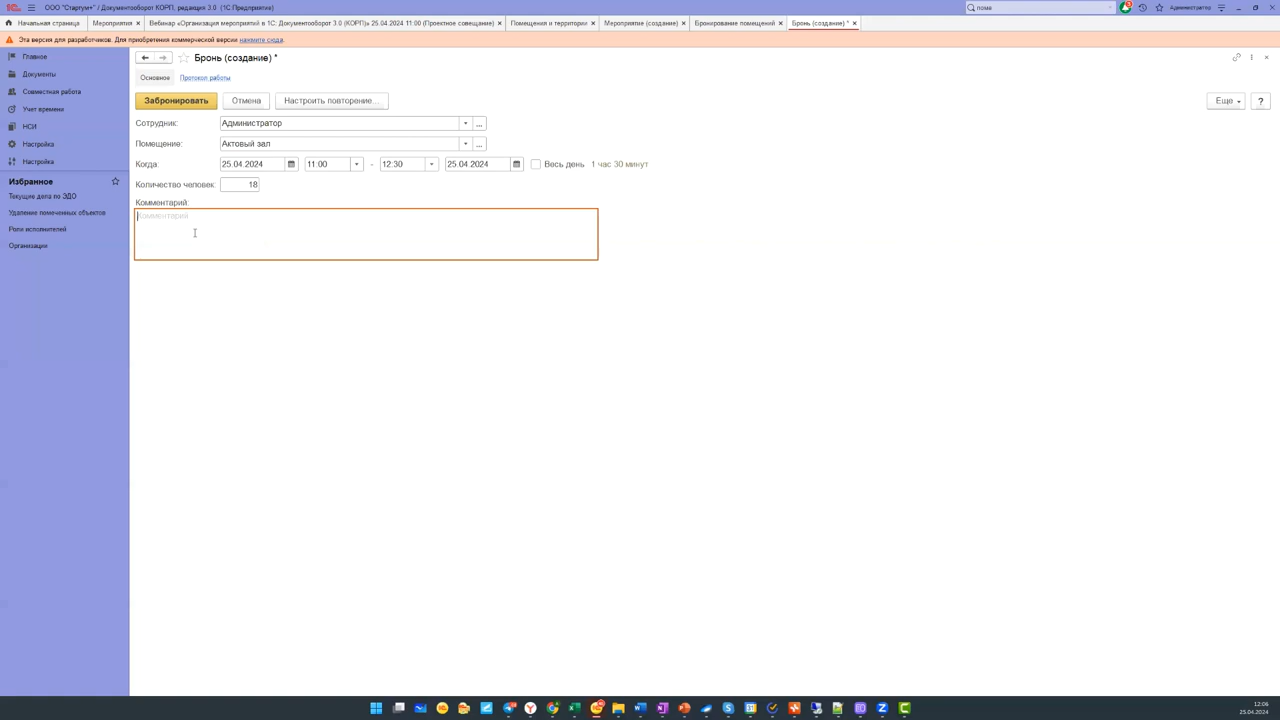 ООО "Стартум+" / Документооборот КОРП, редакция 3.0 (1С:Предприятие)
поме
Администратор
Начальная страница
Мероприятия ×
Вебинар «Организация мероприятий в 1С: Документооборот 3.0 (КОРП)» 25.04.2024 11:00 (Проектное совещание) ×
Помещения и территории ×
Мероприятие (создание) ×
Бронирование помещений ×
Бронь (создание) * ×
Эта версия для разработчиков. Для приобретения коммерческой версии нажмите сюда.
Главное
Документы
Совместная работа
Учет времени
НСИ
Настройка
Настройка
Избранное
Текущие дела по ЭДО
Удаление помеченных объектов
Роли исполнителей
Организации
Бронь (создание) *
Основное Протокол работы
Забронировать Отмена Настроить повторение... Еще ?
Сотрудник: Администратор ...
Помещение: Актовый зал ...
Когда: 25.04.2024 11:00 - 12:30 25.04.2024 Весь день 1 час 30 минут
Количество человек: 18
Комментарий:
Комментарий
12:06
25.04.2024